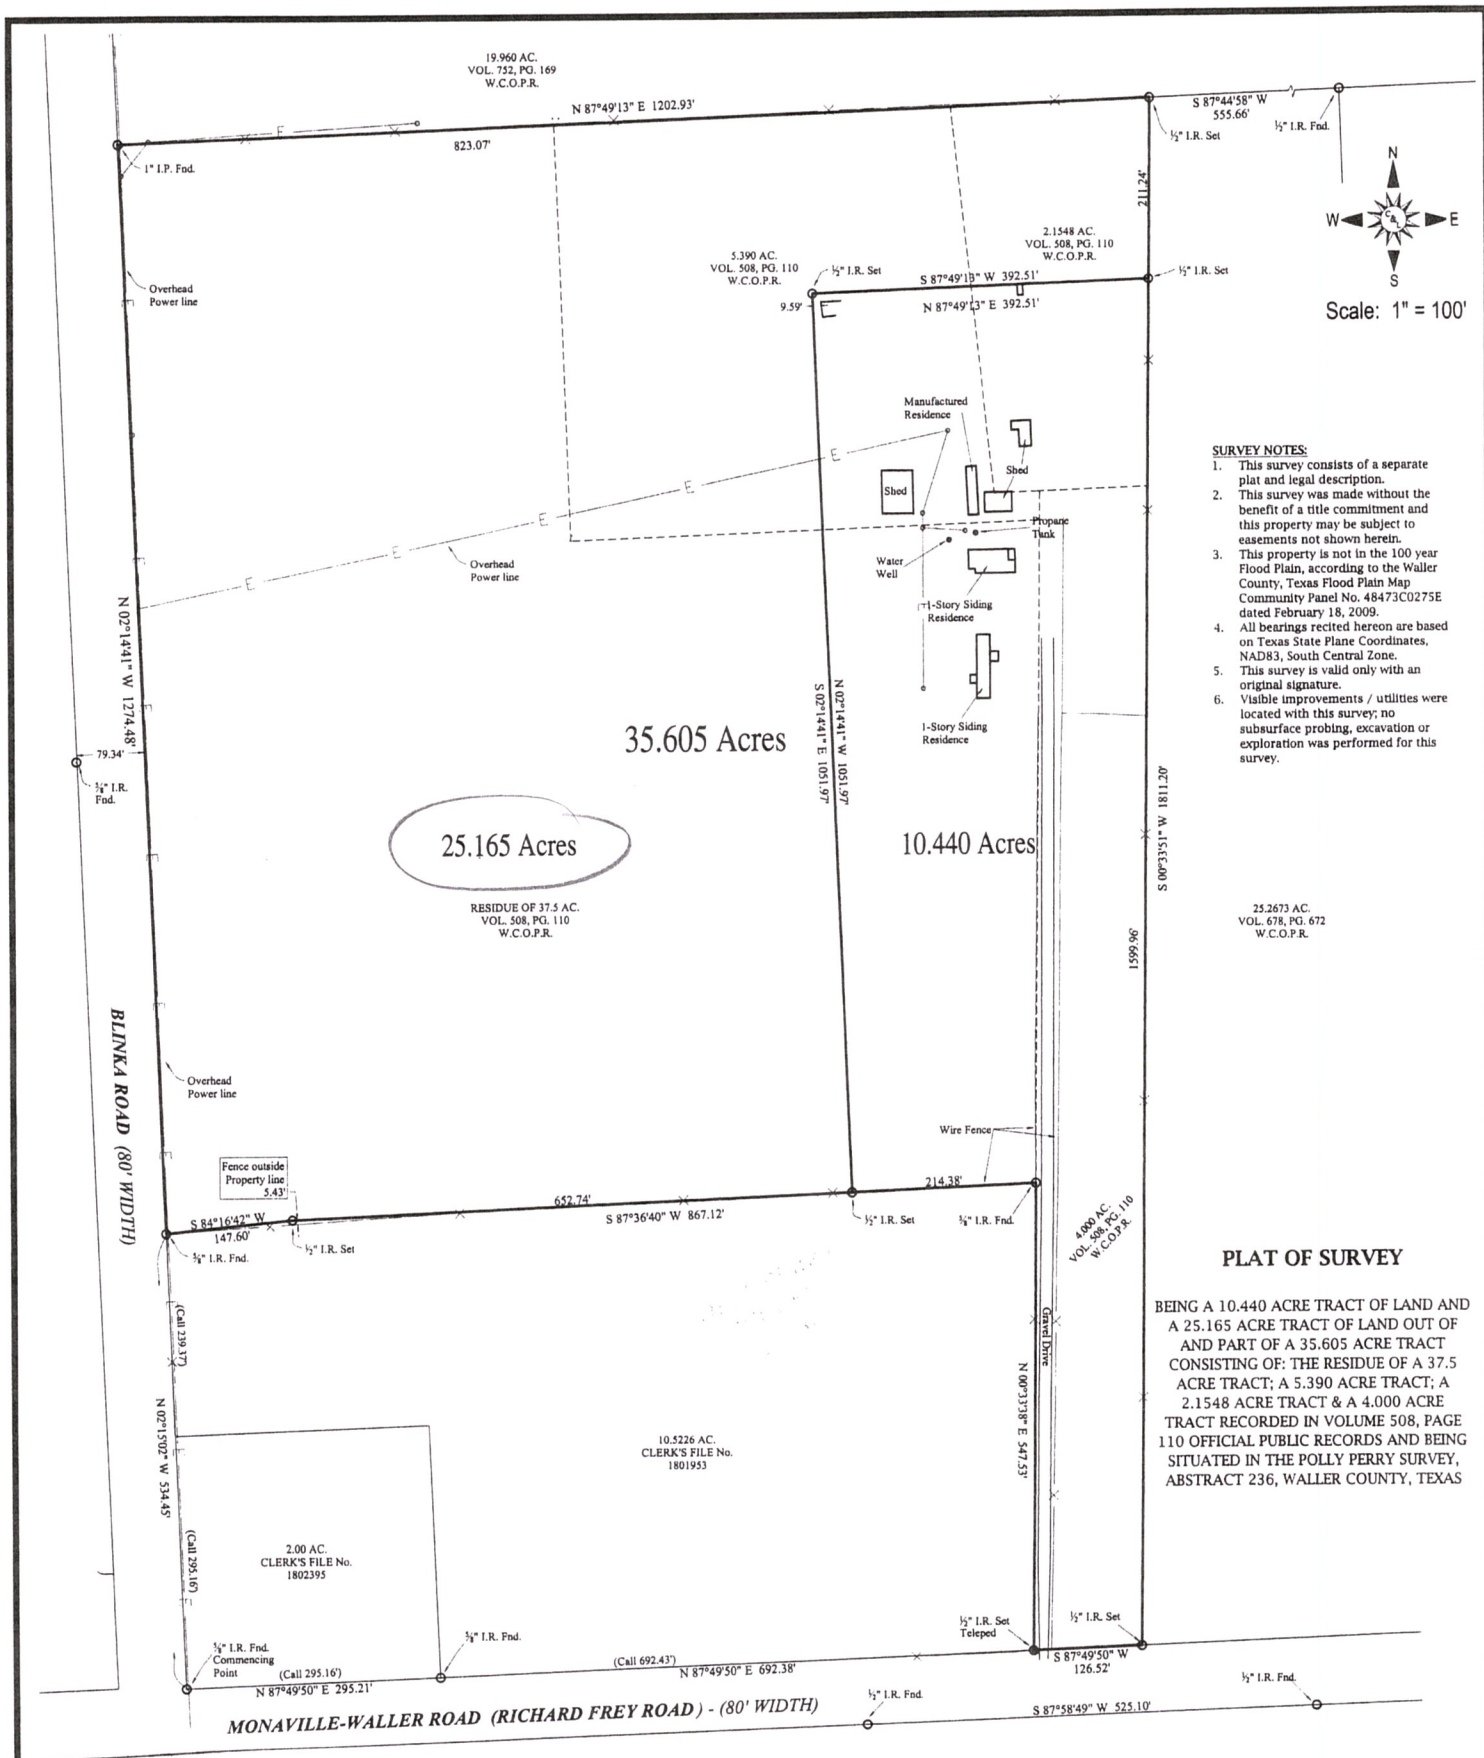 19.960 AC.
VOL. 752, PG. 169
W.C.O.P.R.
N 87°49'13" E 1202.93'
823.07'
1" I.P. Fnd.
S 87°44'58" W
555.66'
½" I.R. Set
½" I.R. Fnd.
211.24'
N
W
E
S
Scale: 1" = 100'
2.1548 AC.
VOL. 508, PG. 110
W.C.O.P.R.
5.390 AC.
VOL. 508, PG. 110
W.C.O.P.R.
½" I.R. Set
S 87°49'13" W 392.51'
N 87°49'13" E 392.51'
½" I.R. Set
9.59'
Overhead
Power line
Manufactured
Residence
Shed
Shed
Propane
Tank
Water
Well
Overhead
Power line
1-Story Siding
Residence
1-Story Siding
Residence
SURVEY NOTES:
1. This survey consists of a separate
plat and legal description.
2. This survey was made without the
benefit of a title commitment and
this property may be subject to
easements not shown herein.
3. This property is not in the 100 year
Flood Plain, according to the Waller
County, Texas Flood Plain Map
Community Panel No. 48473C0275E
dated February 18, 2009.
4. All bearings recited hereon are based
on Texas State Plane Coordinates,
NAD83, South Central Zone.
5. This survey is valid only with an
original signature.
6. Visible improvements / utilities were
located with this survey; no
subsurface probing, excavation or
exploration was performed for this
survey.
N 02°14'41" W 1274.48'
S 02°14'41" E 1051.97'
N 02°14'41" W 1051.97'
79.34'
⅝" I.R.
Fnd.
35.605 Acres
25.165 Acres
10.440 Acres
S 00°33'51" W 1811.20'
1599.96'
RESIDUE OF 37.5 AC.
VOL. 508, PG. 110
W.C.O.P.R.
25.2673 AC.
VOL. 678, PG. 672
W.C.O.P.R.
BLINKA ROAD (80' WIDTH)
Overhead
Power line
Wire Fence
Fence outside
Property line
5.43'
652.74'
214.38'
S 84°16'42" W
147.60'
S 87°36'40" W 867.12'
½" I.R. Set
⅝" I.R. Fnd.
⅝" I.R. Fnd.
½" I.R. Set
4.000 AC.
VOL. 508, PG. 110
W.C.O.P.R.
PLAT OF SURVEY
BEING A 10.440 ACRE TRACT OF LAND AND
A 25.165 ACRE TRACT OF LAND OUT OF
AND PART OF A 35.605 ACRE TRACT
CONSISTING OF: THE RESIDUE OF A 37.5
ACRE TRACT; A 5.390 ACRE TRACT; A
2.1548 ACRE TRACT & A 4.000 ACRE
TRACT RECORDED IN VOLUME 508, PAGE
110 OFFICIAL PUBLIC RECORDS AND BEING
SITUATED IN THE POLLY PERRY SURVEY,
ABSTRACT 236, WALLER COUNTY, TEXAS
(Call 239.37')
N 02°15'02" W 534.45'
(Call 295.16')
Gravel Drive
N 00°33'38" E 547.53'
10.5226 AC.
CLERK'S FILE No.
1801953
2.00 AC.
CLERK'S FILE No.
1802395
⅝" I.R. Fnd.
Commencing
Point
⅝" I.R. Fnd.
½" I.R. Set
Teleped
½" I.R. Set
(Call 295.16')
N 87°49'50" E 295.21'
(Call 692.43')
N 87°49'50" E 692.38'
S 87°49'50" W
126.52'
½" I.R. Fnd.
½" I.R. Fnd.
S 87°58'49" W 525.10'
MONAVILLE-WALLER ROAD (RICHARD FREY ROAD) - (80' WIDTH)